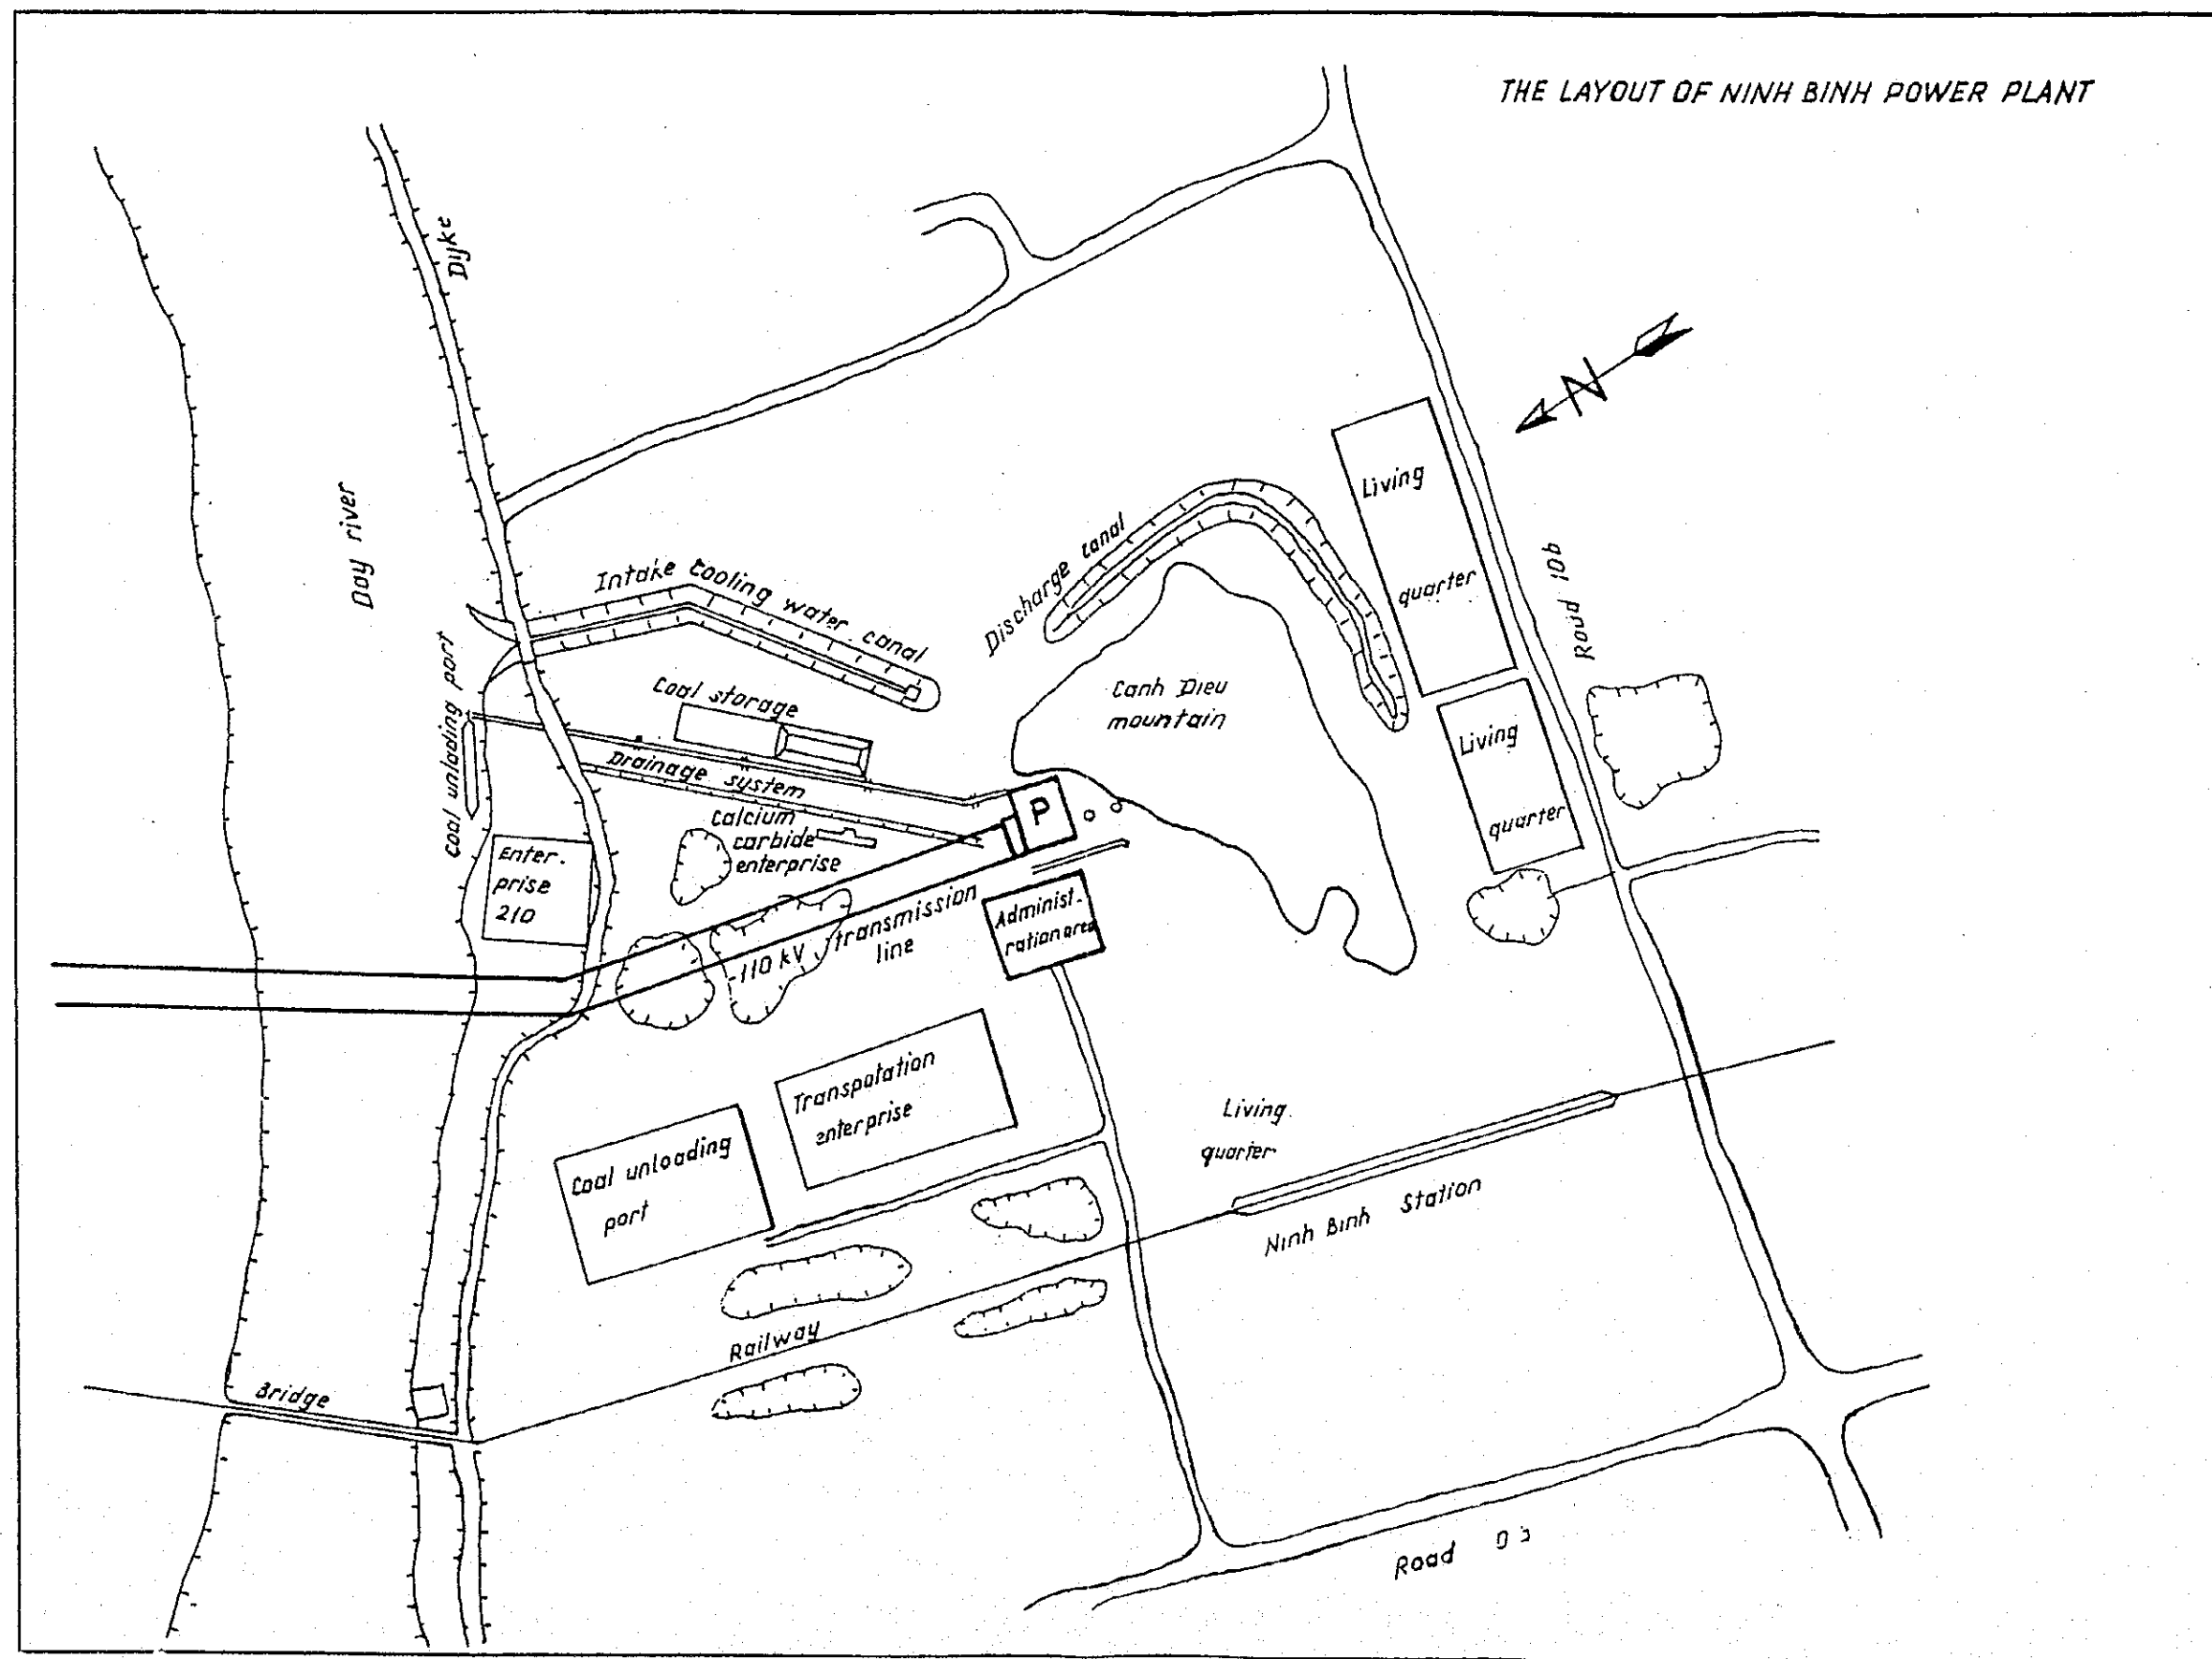 THE LAYOUT OF NINH BINH POWER PLANT
Dyke
N
Day river
Living
quarter
Road 10b
Intake cooling water canal
Discharge canal
Coal unlading port
Coal storage
Canh Dieu
mountain
Living
quarter
Drainage system
P
Calcium
carbide
enterprise
Enter-
prise
210
110 kV transmission
line
Administ-
ration area
Transpotation
enterprise
Living
quarter
Coal unloading
port
Ninh Binh Station
Railway
Bridge
Road